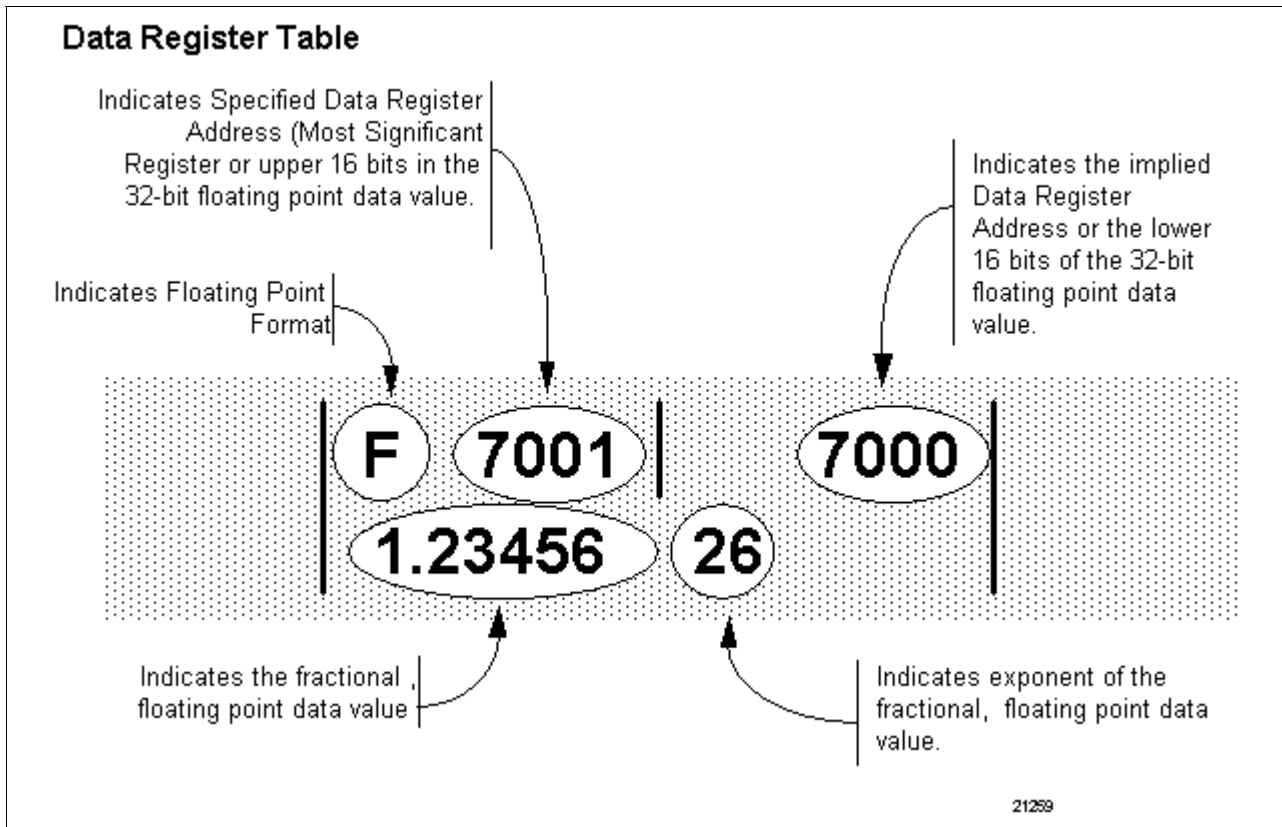 Data Register Table
Indicates Specified Data Register
Address (Most Significant
Register or upper 16 bits in the
32-bit floating point data value.
Indicates the implied
Data Register
Address or the lower
16 bits of the 32-bit
floating point data
value.
Indicates Floating Point
Format
F 7001 7000
1.23456 26
Indicates the fractional ,
floating point data value
Indicates exponent of the
fractional, floating point data
value.
21259